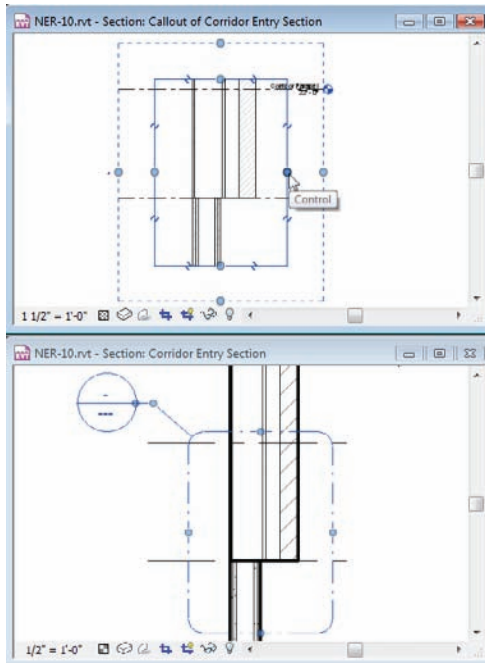 NER-10.rvt - Section: Callout of Corridor Entry Section
Control
1 1/2" = 1'-0"
NER-10.rvt - Section: Corridor Entry Section
-
---
1/2" = 1'-0"